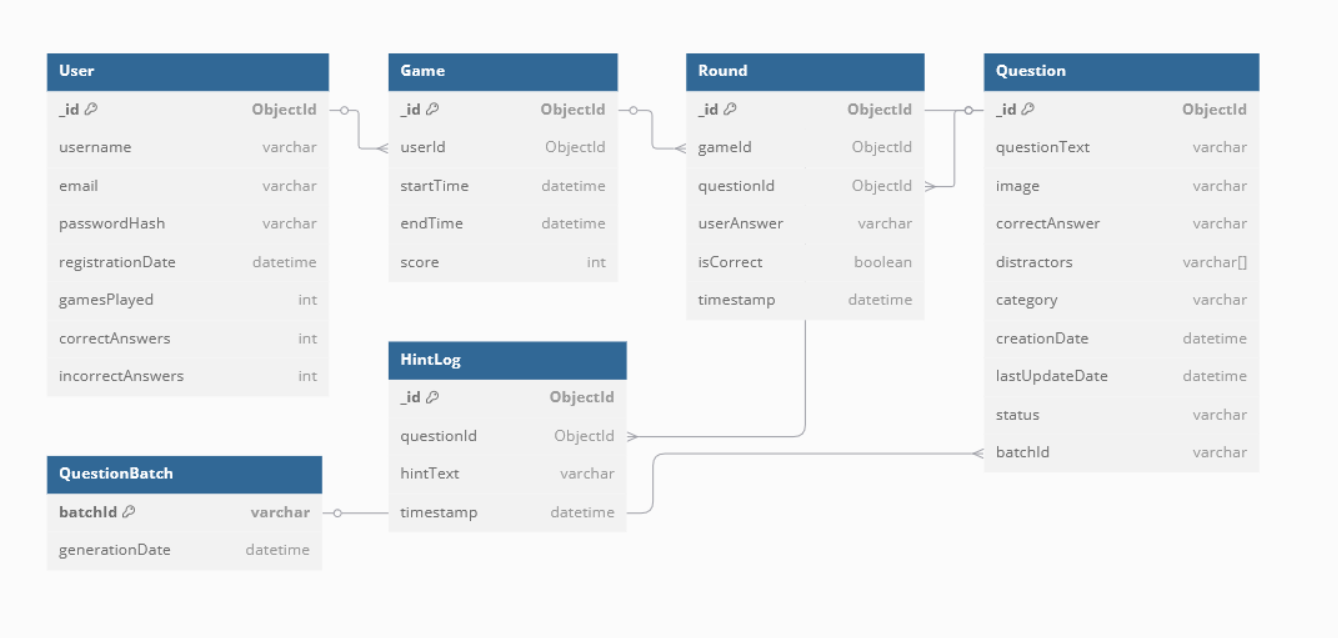 User
_id ObjectId
username varchar
email varchar
passwordHash varchar
registrationDate datetime
gamesPlayed int
correctAnswers int
incorrectAnswers int
Game
_id ObjectId
userId ObjectId
startTime datetime
endTime datetime
score int
Round
_id ObjectId
gameId ObjectId
questionId ObjectId
userAnswer varchar
isCorrect boolean
timestamp datetime
Question
_id ObjectId
questionText varchar
image varchar
correctAnswer varchar
distractors varchar[]
category varchar
creationDate datetime
lastUpdateDate datetime
status varchar
batchId varchar
HintLog
_id ObjectId
questionId ObjectId
hintText varchar
timestamp datetime
QuestionBatch
batchId varchar
generationDate datetime